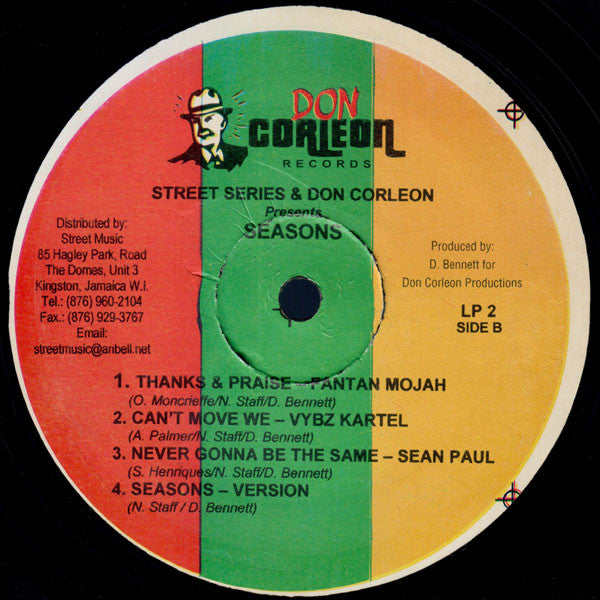 DON
CORLEON
RECORDS
STREET SERIES & DON CORLEON
Presents
SEASONS
Distributed by:
Street Music
85 Hagley Park, Road
The Domes, Unit 3
Kingston, Jamaica W.I.
Tel.: (876) 960-2104
Fax.: (876) 929-3767
Email:
streetmusic@anbell.net
Produced by:
D. Bennett for
Don Corleon Productions
LP 2
SIDE B
1. THANKS & PRAISE – FANTAN MOJAH
(O. Moncrieffe/N. Staff/D. Bennett)
2. CAN'T MOVE WE – VYBZ KARTEL
(A. Palmer/N. Staff/D. Bennett)
3. NEVER GONNA BE THE SAME – SEAN PAUL
(S. Henriques/N. Staff/D. Bennett)
4. SEASONS – VERSION
(N. Staff / D. Bennett)